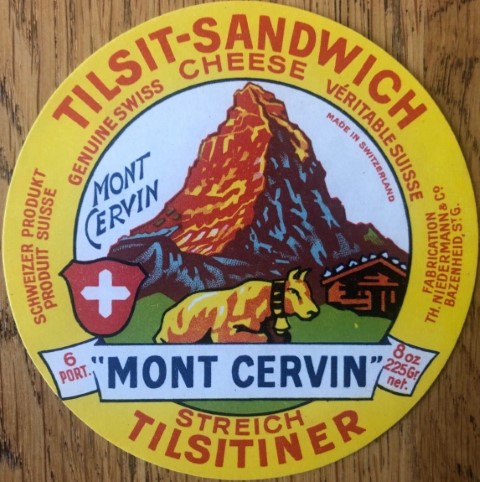 TILSIT-SANDWICH
CHEESE
GENUINE SWISS
VÉRITABLE SUISSE
MADE IN SWITZERLAND
MONT
CERVIN
SCHWEIZER PRODUKT
PRODUIT SUISSE
FABRICATION
TH. NIEDERMANN & Cº
BAZENHEID, ST G.
6
PORT.
"MONT CERVIN"
8 oz
225 Gr
net.
STREICH
TILSITINER